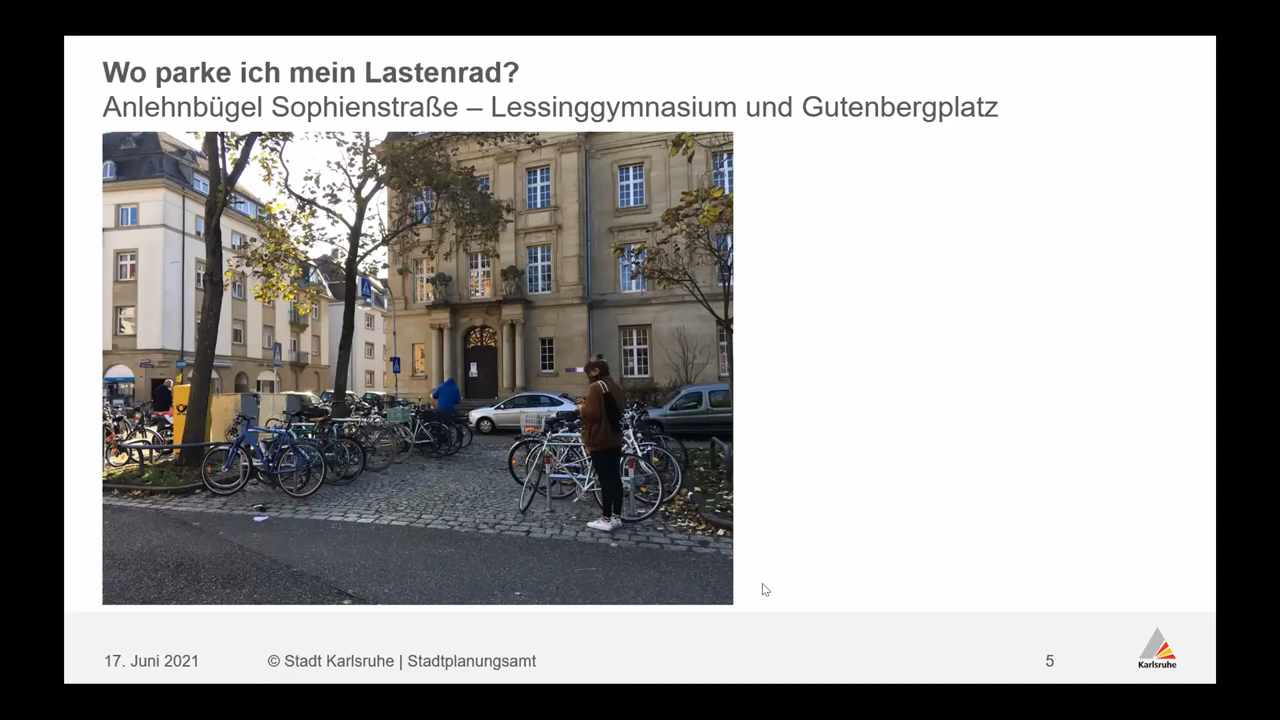 Wo parke ich mein Lastenrad?
Anlehnbügel Sophienstraße – Lessinggymnasium und Gutenbergplatz
17. Juni 2021
© Stadt Karlsruhe | Stadtplanungsamt
5
Karlsruhe